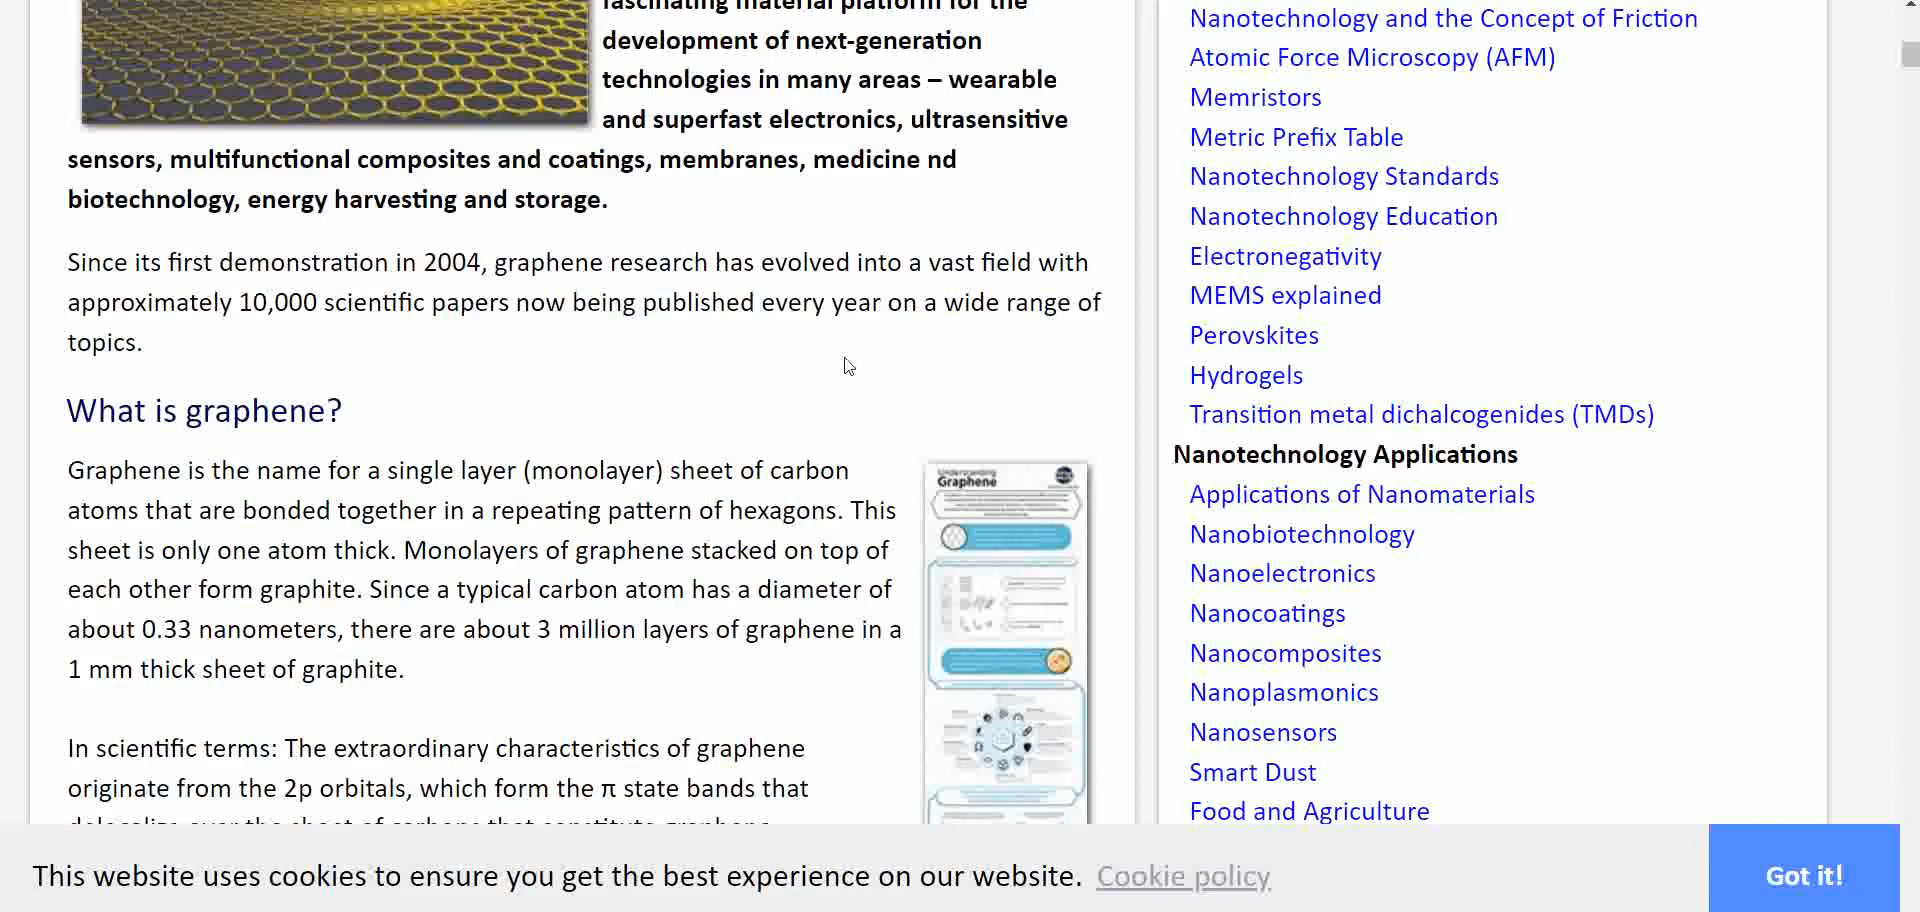 fascinating material platform for the
development of next-generation
technologies in many areas – wearable
and superfast electronics, ultrasensitive
sensors, multifunctional composites and coatings, membranes, medicine nd
biotechnology, energy harvesting and storage.
Since its first demonstration in 2004, graphene research has evolved into a vast field with
approximately 10,000 scientific papers now being published every year on a wide range of
topics.
What is graphene?
Graphene is the name for a single layer (monolayer) sheet of carbon
atoms that are bonded together in a repeating pattern of hexagons. This
sheet is only one atom thick. Monolayers of graphene stacked on top of
each other form graphite. Since a typical carbon atom has a diameter of
about 0.33 nanometers, there are about 3 million layers of graphene in a
1 mm thick sheet of graphite.
In scientific terms: The extraordinary characteristics of graphene
originate from the 2p orbitals, which form the π state bands that
delocalize over the sheet of carbons that constitute graphene.
Understanding
Graphene
Nanotechnology and the Concept of Friction
Atomic Force Microscopy (AFM)
Memristors
Metric Prefix Table
Nanotechnology Standards
Nanotechnology Education
Electronegativity
MEMS explained
Perovskites
Hydrogels
Transition metal dichalcogenides (TMDs)
Nanotechnology Applications
Applications of Nanomaterials
Nanobiotechnology
Nanoelectronics
Nanocoatings
Nanocomposites
Nanoplasmonics
Nanosensors
Smart Dust
Food and Agriculture
This website uses cookies to ensure you get the best experience on our website. Cookie policy
Got it!